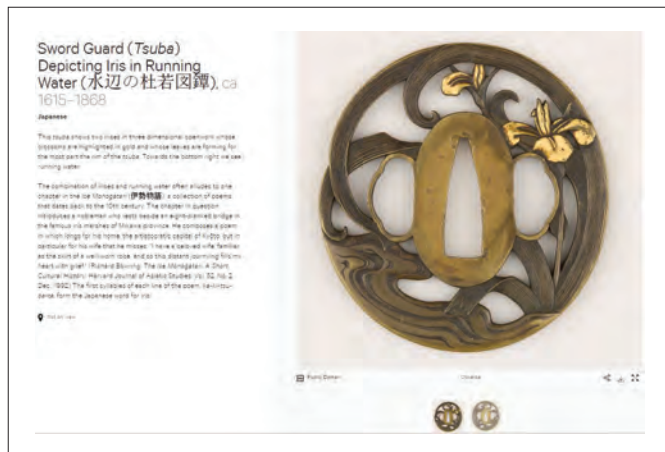 Sword Guard (Tsuba)
Depicting Iris in Running
Water (水辺の杜若図鐔), ca
1615–1868
Japanese
This tsuba shows two irises in three dimensional openwork whose
blossoms are highlighted in gold and whose leaves are forming for
the most part the rim of the tsuba. Towards the bottom right we see
running water.
The combination of irises and running water often alludes to one
chapter in the Ise Monogatari (伊勢物語), a collection of poems
that dates back to the 10th century. The chapter in question
introduces a nobleman who rests beside an eight-planked bridge in
the famous iris marshes of Mikawa province. He composes a poem
in which longs for his home, the aristocratic capital of Kyōto, but in
particular for his wife that he misses: "I have a beloved wife, familiar
as the skirt of a well-worn robe, and so this distant journeying fills my
heart with grief." (Richard Bowring, The Ise Monogatari: A Short
Cultural History, Harvard Journal of Asiatic Studies, Vol. 52, No. 2,
Dec., 1992) The first syllables of each line of the poem,
form the Japanese word for iris.
Not on view
Public Domain